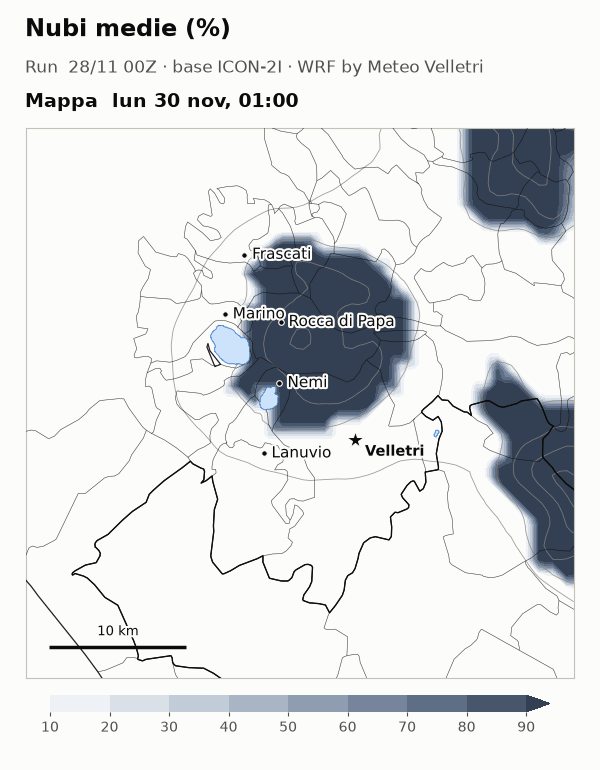 Nubi medie (%)
Run  28/11 00Z · base ICON-2I · WRF by Meteo Velletri
Mappa  lun 30 nov, 01:00
Frascati
Marino
Rocca di Papa
Nemi
Velletri
Lanuvio
10 km
10 20 30 40 50 60 70 80 90